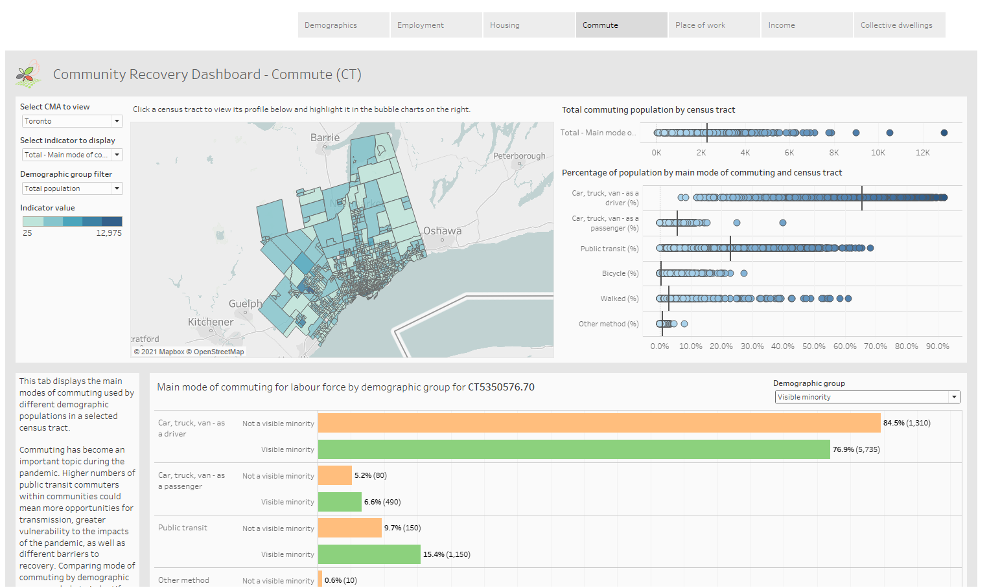 Demographics
Employment
Housing
Commute
Place of work
Income
Collective dwellings
Community Recovery Dashboard - Commute (CT)
Select CMA to view
Toronto
Select indicator to display
Total - Main mode of co...
Demographic group filter
Total population
Indicator value
25
12,975
Click a census tract to view its profile below and highlight it in the bubble charts on the right.
Barrie
Peterborough
Oshawa
Guelph
Kitchener
© 2021 Mapbox © OpenStreetMap
Total commuting population by census tract
Total - Main mode o..
0K 2K 4K 6K 8K 10K 12K
Percentage of population by main mode of commuting and census tract
Car, truck, van - as a
driver (%)
Car, truck, van - as a
passenger (%)
Public transit (%)
Bicycle (%)
Walked (%)
Other method (%)
0.0% 10.0% 20.0% 30.0% 40.0% 50.0% 60.0% 70.0% 80.0% 90.0%
This tab displays the main
modes of commuting used by
different demographic
populations in a selected
census tract.
Commuting has become an
important topic during the
pandemic. Higher numbers of
public transit commuters
within communities could
mean more opportunities for
transmission, greater
vulnerability to the impacts
of the pandemic, as well as
different barriers to
recovery. Comparing mode of
commuting by demographic
Main mode of commuting for labour force by demographic group for CT5350576.70
Demographic group
Visible minority
Car, truck, van - as
a driver
Not a visible minority
84.5% (1,310)
Visible minority
76.9% (5,735)
Car, truck, van - as
a passenger
Not a visible minority
5.2% (80)
Visible minority
6.6% (490)
Public transit
Not a visible minority
9.7% (150)
Visible minority
15.4% (1,150)
Other method
Not a visible minority
0.6% (10)